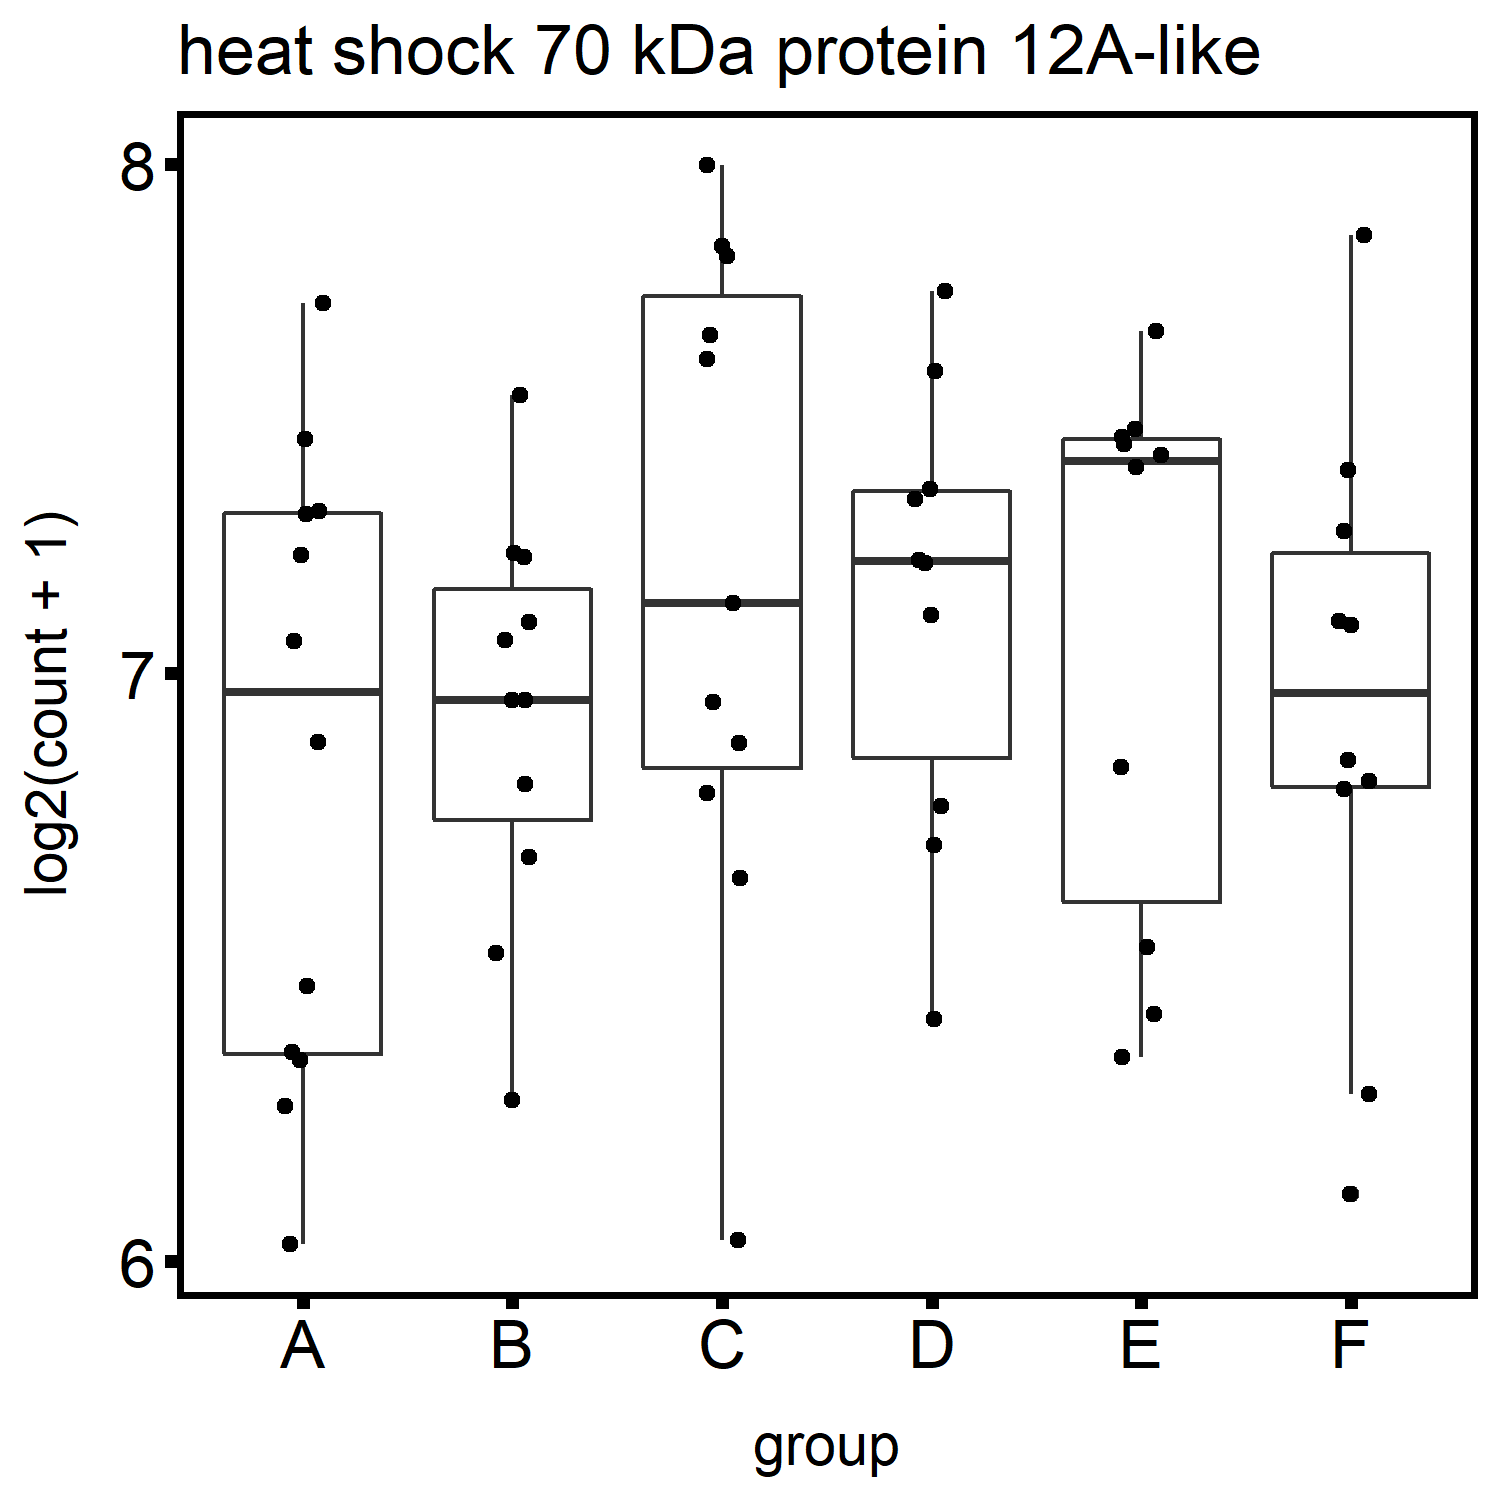 heat shock 70 kDa protein 12A-like
8
7
6
log2(count + 1)
A B C D E F
group